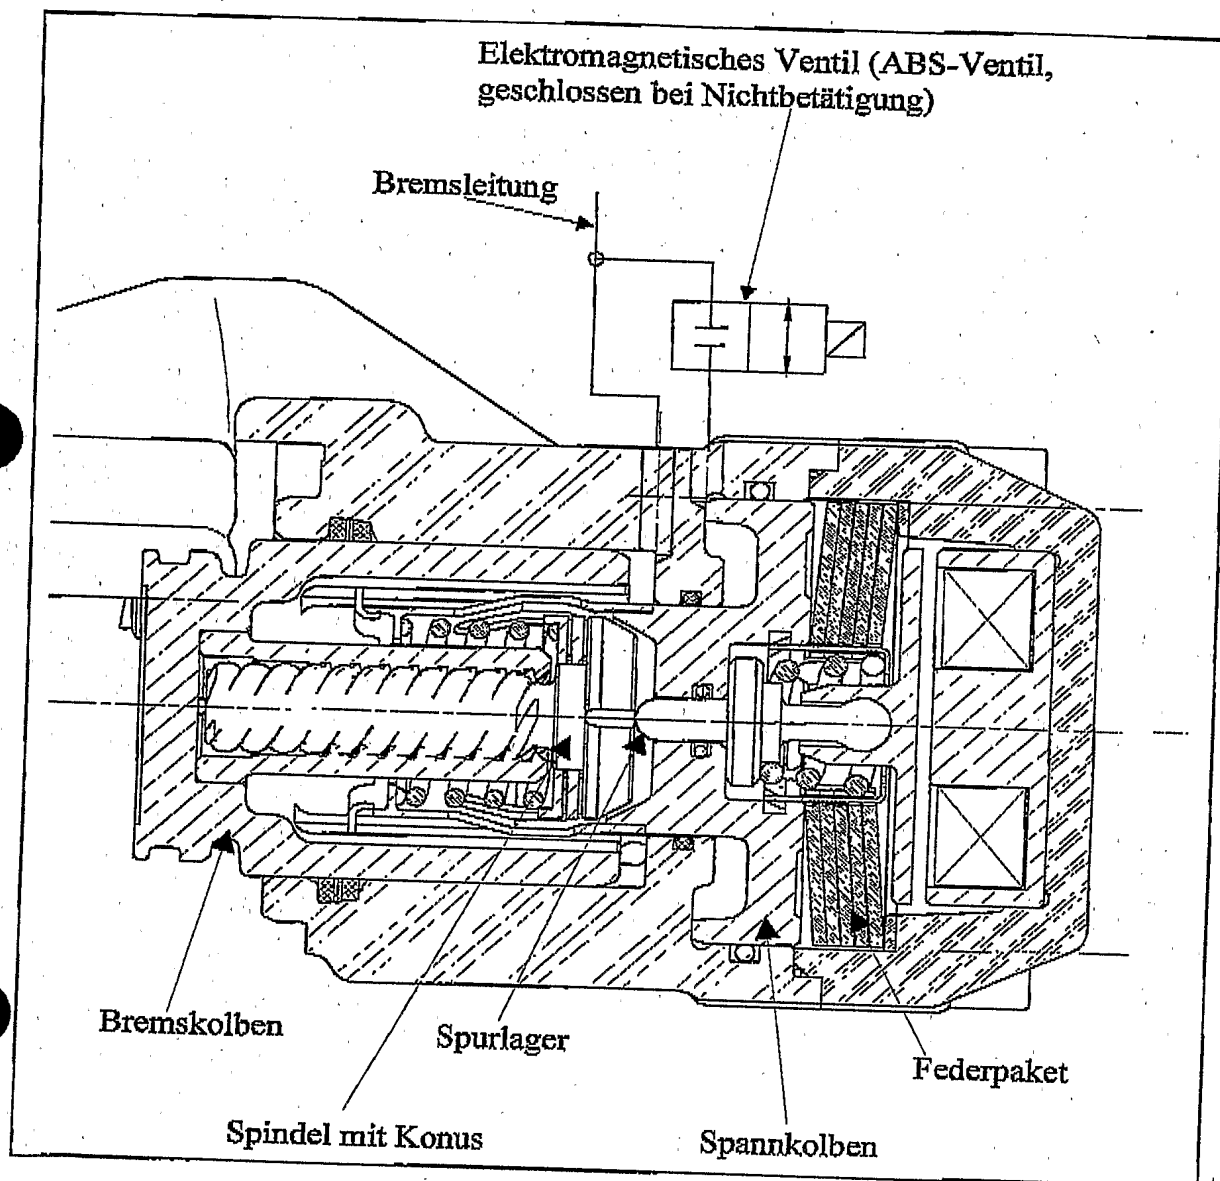 Elektromagnetisches Ventil (ABS-Ventil,
geschlossen bei Nichtbetätigung)
Bremsleitung
Bremskolben
Spurlager
Federpaket
Spindel mit Konus
Spannkolben